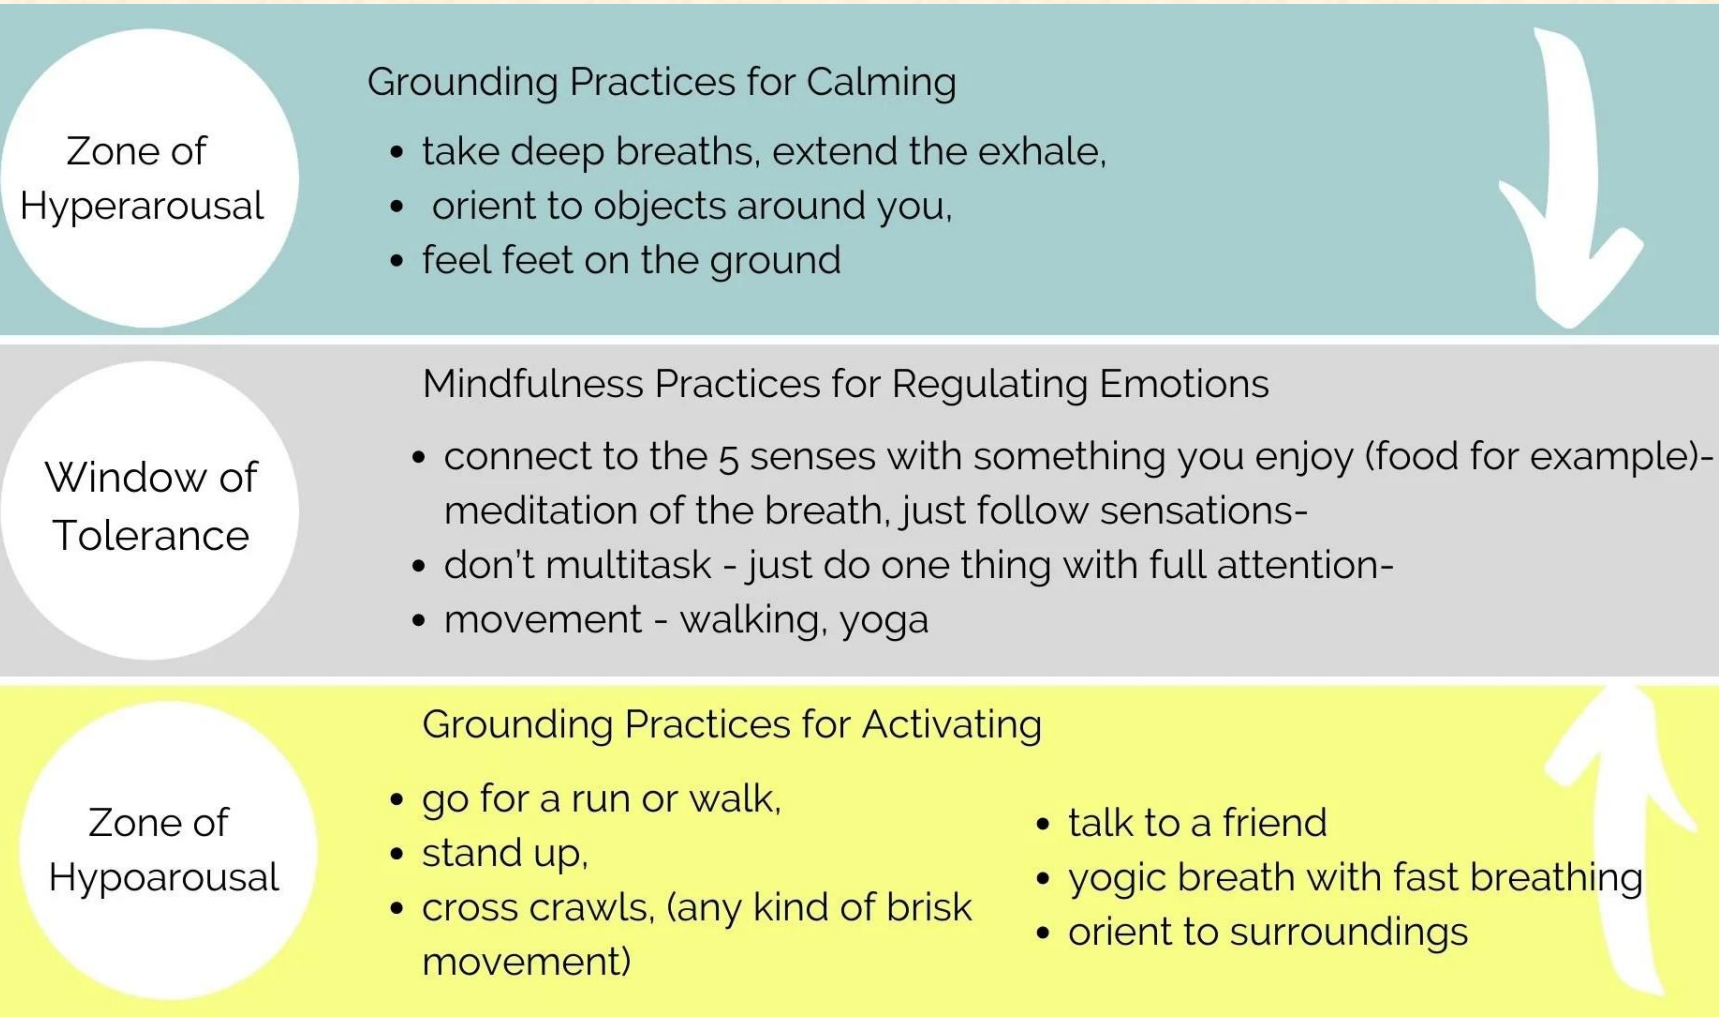 Zone of
Hyperarousal
Grounding Practices for Calming
• take deep breaths, extend the exhale,
• orient to objects around you,
• feel feet on the ground
Window of
Tolerance
Mindfulness Practices for Regulating Emotions
• connect to the 5 senses with something you enjoy (food for example)-
meditation of the breath, just follow sensations-
• don't multitask - just do one thing with full attention-
• movement - walking, yoga
Zone of
Hypoarousal
Grounding Practices for Activating
• go for a run or walk,
• stand up,
• cross crawls, (any kind of brisk
movement)
• talk to a friend
• yogic breath with fast breathing
• orient to surroundings